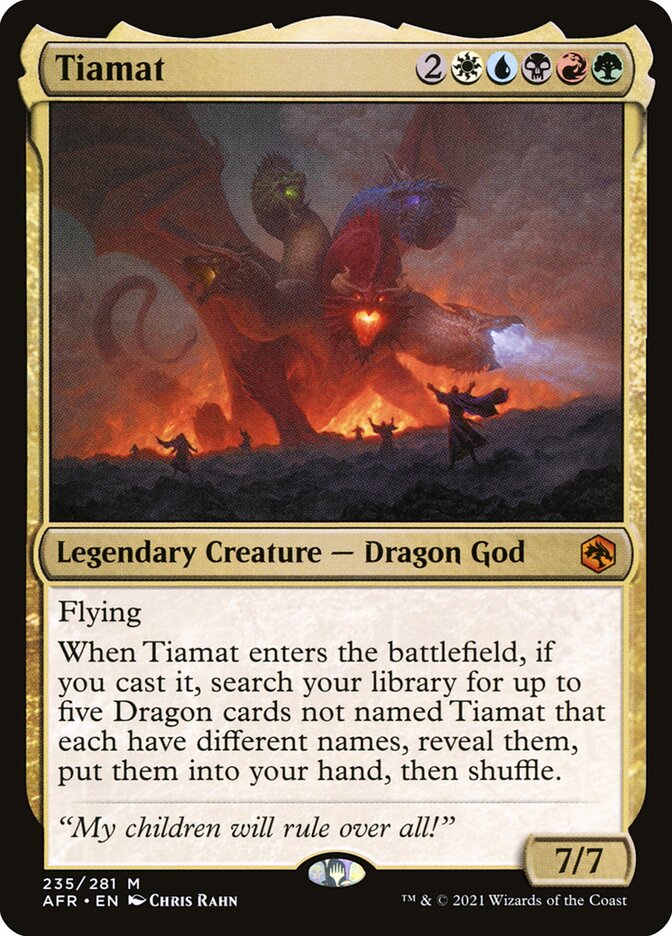 Tiamat 2
Legendary Creature — Dragon God
Flying
When Tiamat enters the battlefield, if
you cast it, search your library for up to
five Dragon cards not named Tiamat that
each have different names, reveal them,
put them into your hand, then shuffle.
“My children will rule over all!”
7/7
235/281 M
AFR • EN Chris Rahn
™ & © 2021 Wizards of the Coast